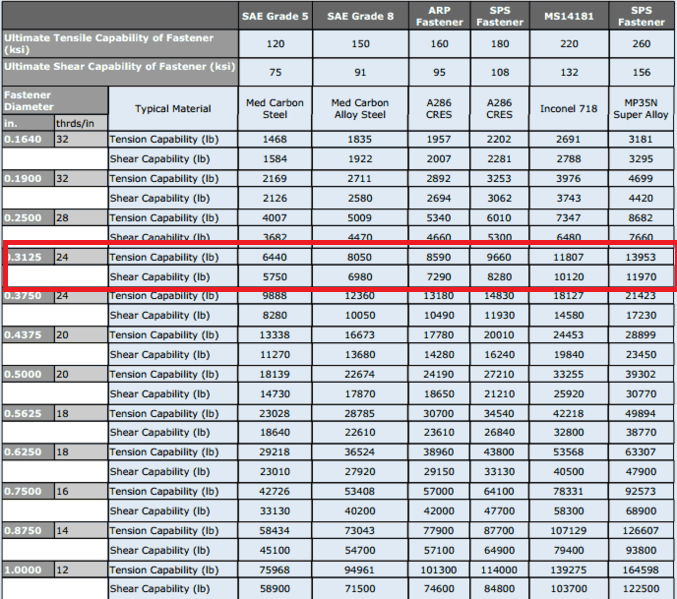 SAE Grade 5 SAE Grade 8 ARP Fastener SPS Fastener MS14181 SPS Fastener
Ultimate Tensile Capability of Fastener (ksi) 120 150 160 180 220 260
Ultimate Shear Capability of Fastener (ksi) 75 91 95 108 132 156
Fastener Diameter Typical Material Med Carbon Steel Med Carbon Alloy Steel A286 CRES A286 CRES Inconel 718 MP35N Super Alloy
in. thrds/in
0.1640 32 Tension Capability (lb) 1468 1835 1957 2202 2691 3181
Shear Capability (lb) 1584 1922 2007 2281 2788 3295
0.1900 32 Tension Capability (lb) 2169 2711 2892 3253 3976 4699
Shear Capability (lb) 2126 2580 2694 3062 3743 4420
0.2500 28 Tension Capability (lb) 4007 5009 5340 6010 7347 8682
Shear Capability (lb) 3682 4470 4660 5300 6480 7660
0.3125 24 Tension Capability (lb) 6440 8050 8590 9660 11807 13953
Shear Capability (lb) 5750 6980 7290 8280 10120 11970
0.3750 24 Tension Capability (lb) 9888 12360 13180 14830 18127 21423
Shear Capability (lb) 8280 10050 10490 11930 14580 17230
0.4375 20 Tension Capability (lb) 13338 16673 17780 20010 24453 28899
Shear Capability (lb) 11270 13680 14280 16240 19840 23450
0.5000 20 Tension Capability (lb) 18139 22674 24190 27210 33255 39302
Shear Capability (lb) 14730 17870 18650 21210 25920 30770
0.5625 18 Tension Capability (lb) 23028 28785 30700 34540 42218 49894
Shear Capability (lb) 18640 22610 23610 26840 32800 38770
0.6250 18 Tension Capability (lb) 29218 36524 38960 43800 53568 63307
Shear Capability (lb) 23010 27920 29150 33130 40500 47900
0.7500 16 Tension Capability (lb) 42726 53408 57000 64100 78331 92573
Shear Capability (lb) 33130 40200 42000 47700 58300 68900
0.8750 14 Tension Capability (lb) 58434 73043 77900 87700 107129 126607
Shear Capability (lb) 45100 54700 57100 64900 79400 93800
1.0000 12 Tension Capability (lb) 75968 94961 101300 114000 139275 164598
Shear Capability (lb) 58900 71500 74600 84800 103700 122500